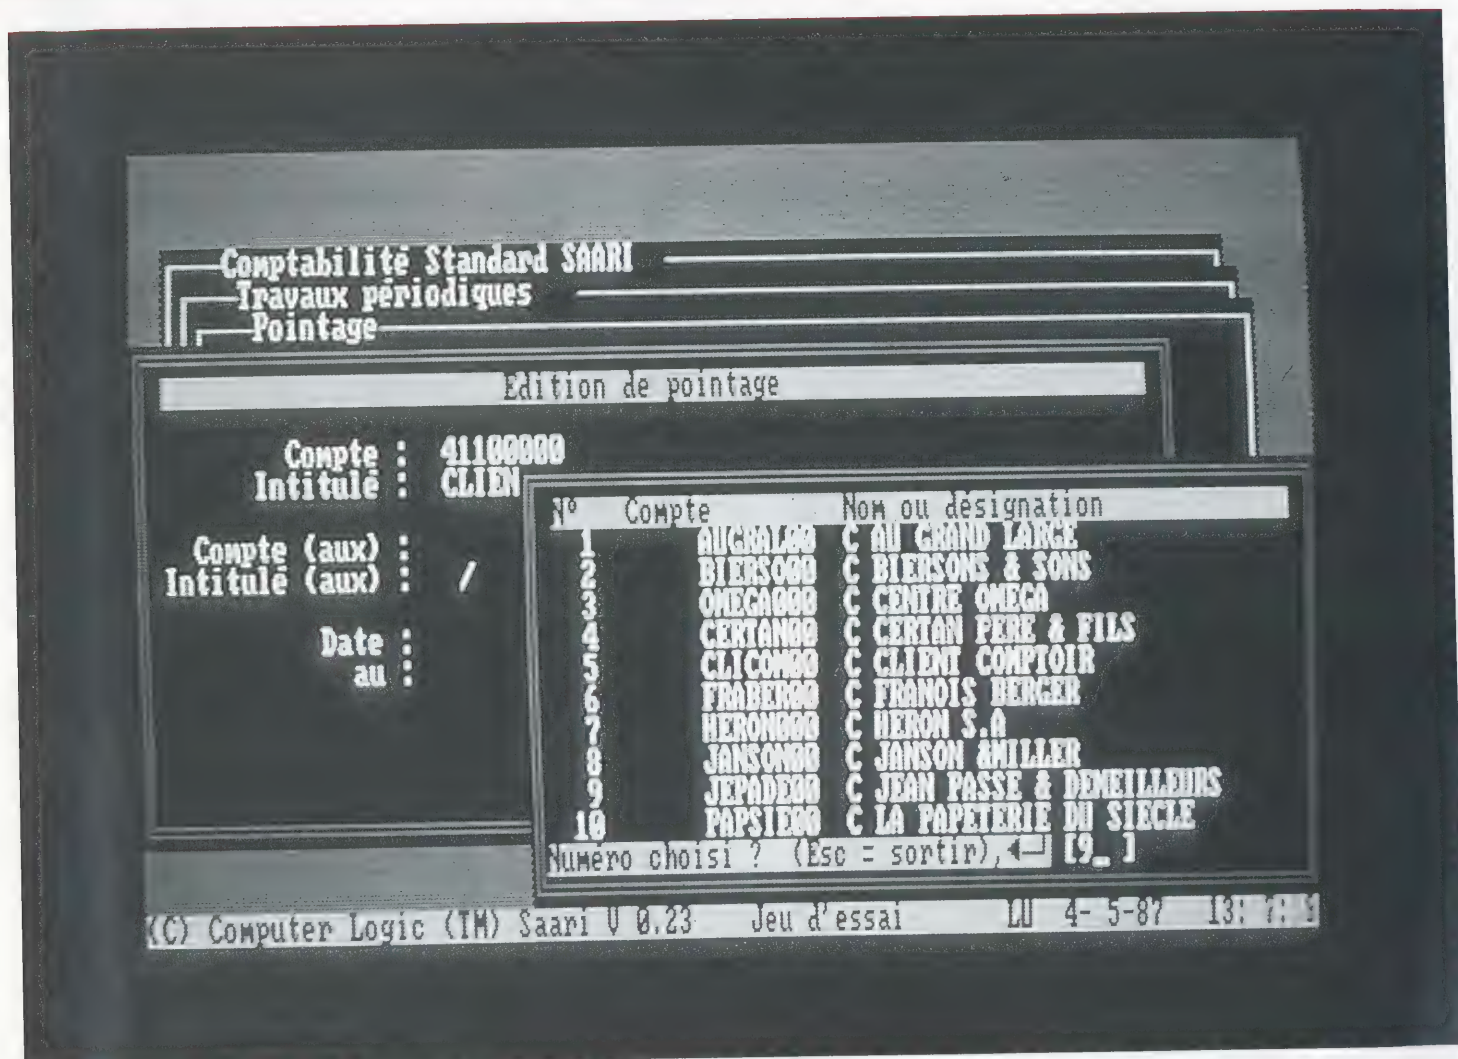 Comptabilité Standard SAARI
Travaux périodiques
Pointage
Edition de pointage
Compte : 41100000
Intitulé : CLIEN
Compte (aux) :
Intitulé (aux) : /
Date :
au :
N° Compte Nom ou désignation
1 AUGRAL00 C AU GRAND LARGE
2 BIERSO00 C BIERSONS & SONS
3 OMEGA000 C CENTRE OMEGA
4 CERTAN00 C CERTAN PERE & FILS
5 CLICOM00 C CLIENT COMPTOIR
6 FRABER00 C FRANOIS BERGER
7 HERON000 C HERON S.A
8 JANSON00 C JANSON &MILLER
9 JEPADE00 C JEAN PASSE & DEMEILLEURS
10 PAPSIE00 C LA PAPETERIE DU SIECLE
Numéro choisi ? (Esc = sortir), ↵ [9_ ]
(C) Computer Logic (TM) Saari V 0.23 Jeu d'essai LU 4- 5-87 13: 7: 1